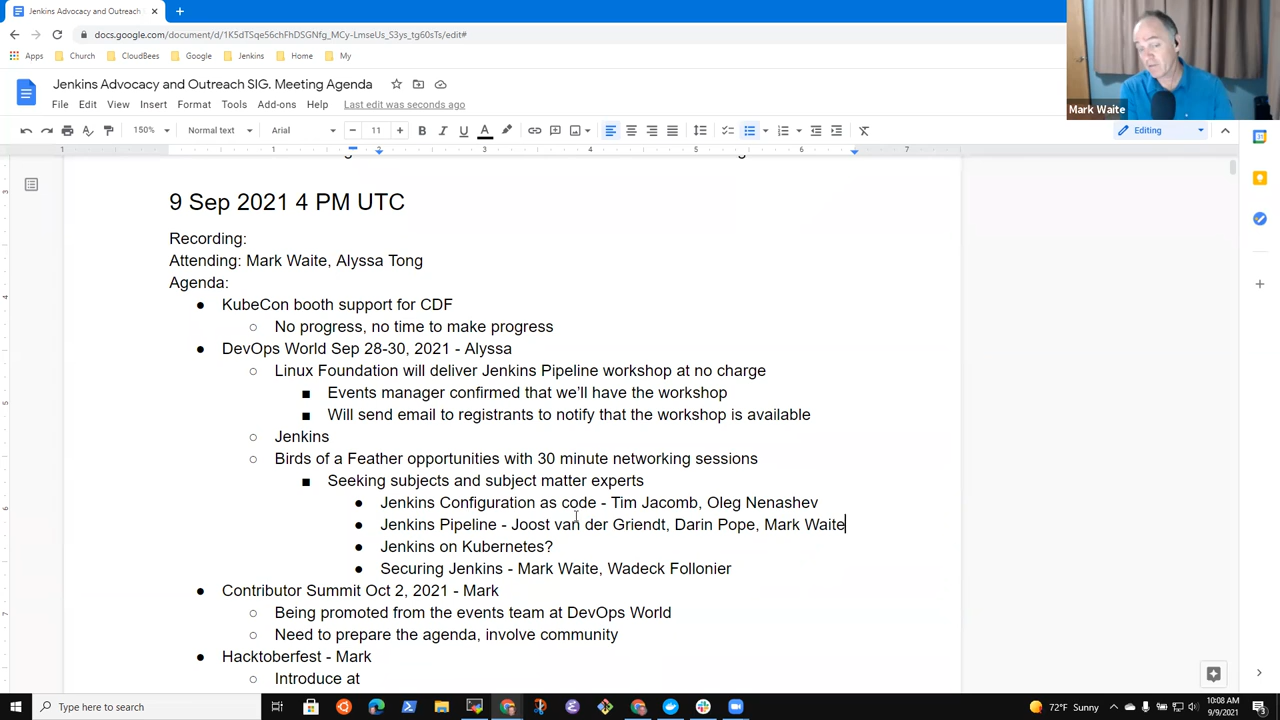 Jenkins Advocacy and Outreach S
docs.google.com/document/d/1K5dTSqe56chFhDSGNfg_MCy-LmseUs_S3ys_tg60sTs/edit#
Apps Church CloudBees Google Jenkins Home My
Jenkins Advocacy and Outreach SIG. Meeting Agenda
File Edit View Insert Format Tools Add-ons Help Last edit was seconds ago
Mark Waite
150% Normal text Arial 11 Editing
1 1 2 3 4 5 6 7
9 Sep 2021 4 PM UTC
Recording:
Attending: Mark Waite, Alyssa Tong
Agenda:
● KubeCon booth support for CDF
○ No progress, no time to make progress
● DevOps World Sep 28-30, 2021 - Alyssa
○ Linux Foundation will deliver Jenkins Pipeline workshop at no charge
■ Events manager confirmed that we'll have the workshop
■ Will send email to registrants to notify that the workshop is available
○ Jenkins
○ Birds of a Feather opportunities with 30 minute networking sessions
■ Seeking subjects and subject matter experts
● Jenkins Configuration as code - Tim Jacomb, Oleg Nenashev
● Jenkins Pipeline - Joost van der Griendt, Darin Pope, Mark Waite
● Jenkins on Kubernetes?
● Securing Jenkins - Mark Waite, Wadeck Follonier
● Contributor Summit Oct 2, 2021 - Mark
○ Being promoted from the events team at DevOps World
○ Need to prepare the agenda, involve community
● Hacktoberfest - Mark
○ Introduce at
Type here to search
72°F Sunny
10:08 AM
9/9/2021